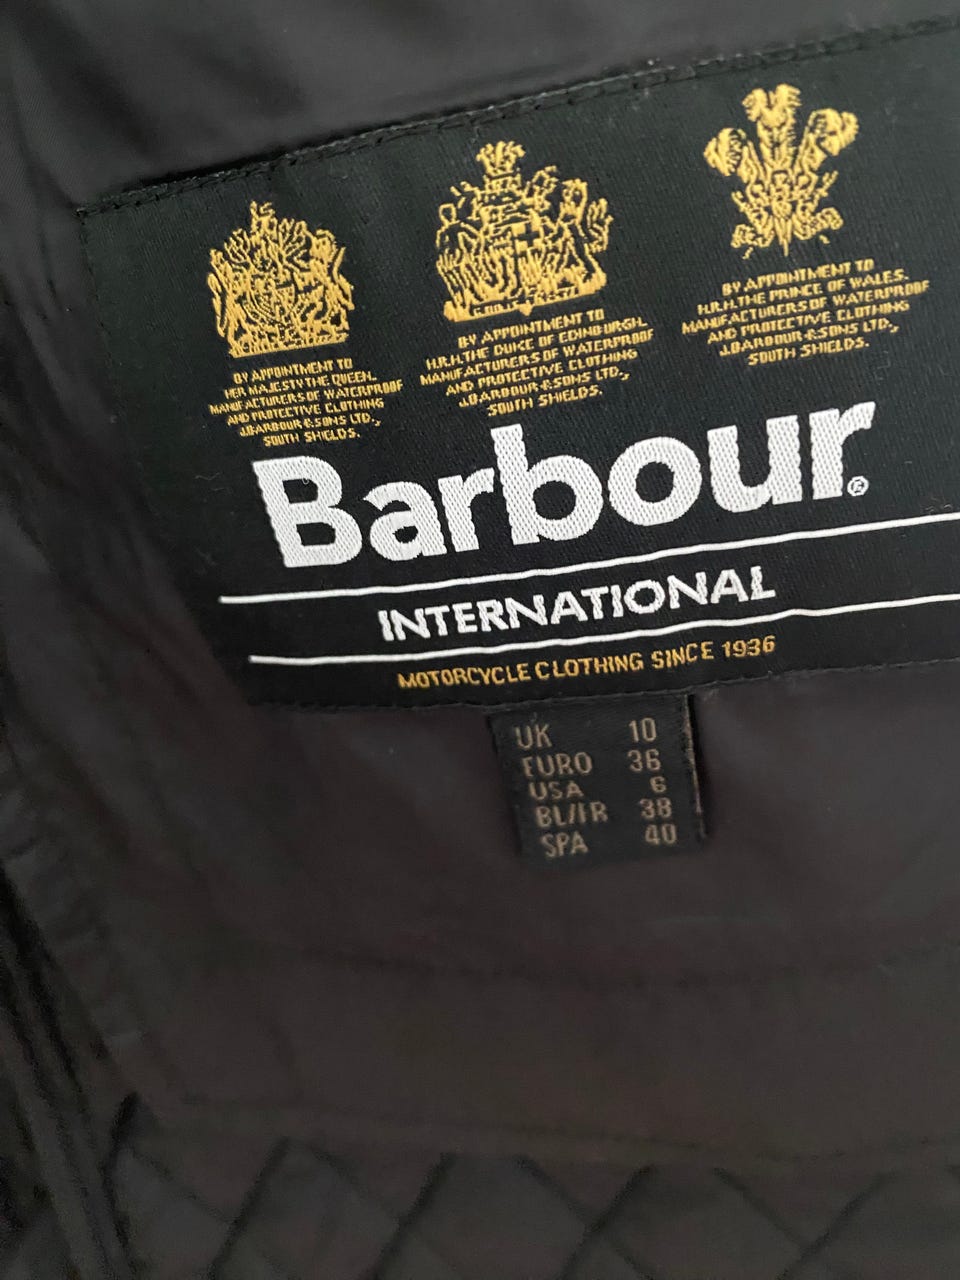 BY APPOINTMENT TO
HER MAJESTY THE QUEEN.
MANUFACTURERS OF WATERPROOF
AND PROTECTIVE CLOTHING
J.BARBOUR & SONS LTD.,
SOUTH SHIELDS.
BY APPOINTMENT TO
H.R.H.THE DUKE OF EDINBURGH.
MANUFACTURERS OF WATERPROOF
AND PROTECTIVE CLOTHING
J.BARBOUR & SONS LTD.,
SOUTH SHIELDS.
BY APPOINTMENT TO
H.R.H.THE PRINCE OF WALES.
MANUFACTURERS OF WATERPROOF
AND PROTECTIVE CLOTHING
J.BARBOUR & SONS LTD.,
SOUTH SHIELDS.
Barbour®
INTERNATIONAL
MOTORCYCLE CLOTHING SINCE 1936
UK 10
EURO 36
USA 6
BL/FR 38
SPA 40